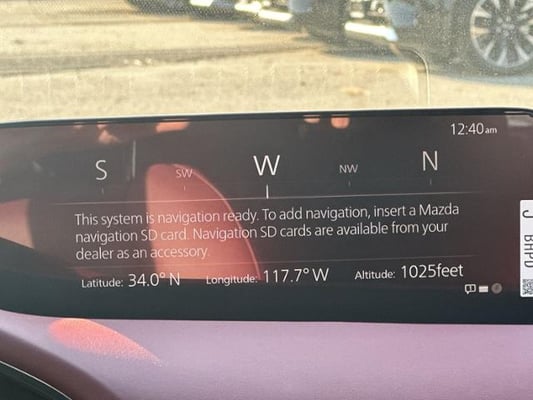 12:40am
S SW W NW N
This system is navigation ready. To add navigation, insert a Mazda
navigation SD card. Navigation SD cards are available from your
dealer as an accessory.
Latitude: 34.0° N Longitude: 117.7° W Altitude: 1025feet
BHPD